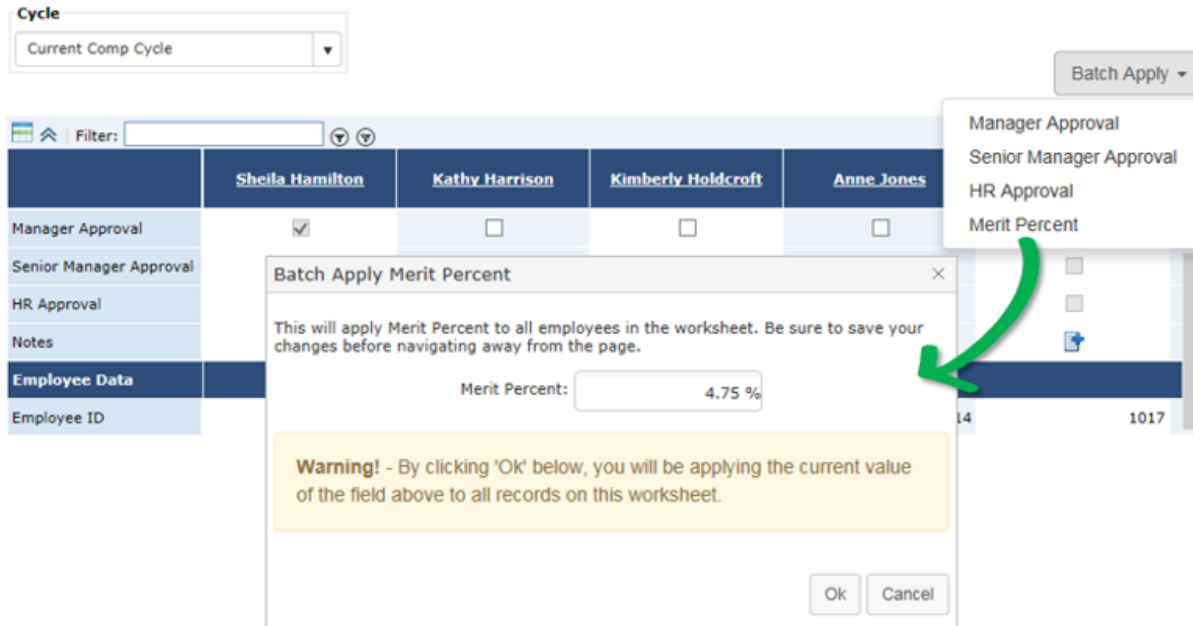 Cycle
Current Comp Cycle
Batch Apply
Manager Approval
Senior Manager Approval
HR Approval
Merit Percent
Filter:
Sheila Hamilton Kathy Harrison Kimberly Holdcroft Anne Jones
Manager Approval
Senior Manager Approval
HR Approval
Notes
Employee Data
Employee ID 14 1017
Batch Apply Merit Percent
This will apply Merit Percent to all employees in the worksheet. Be sure to save your
changes before navigating away from the page.
Merit Percent: 4.75 %
Warning! - By clicking 'Ok' below, you will be applying the current value
of the field above to all records on this worksheet.
Ok Cancel